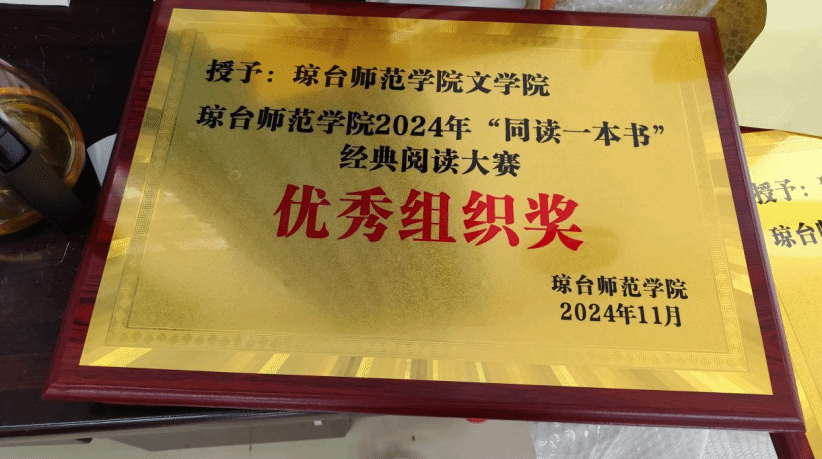 授予：琼台师范学院文学院
琼台师范学院2024年“同读一本书”
经典阅读大赛
优秀组织奖
琼台师范学院
2024年11月
授予：
琼台